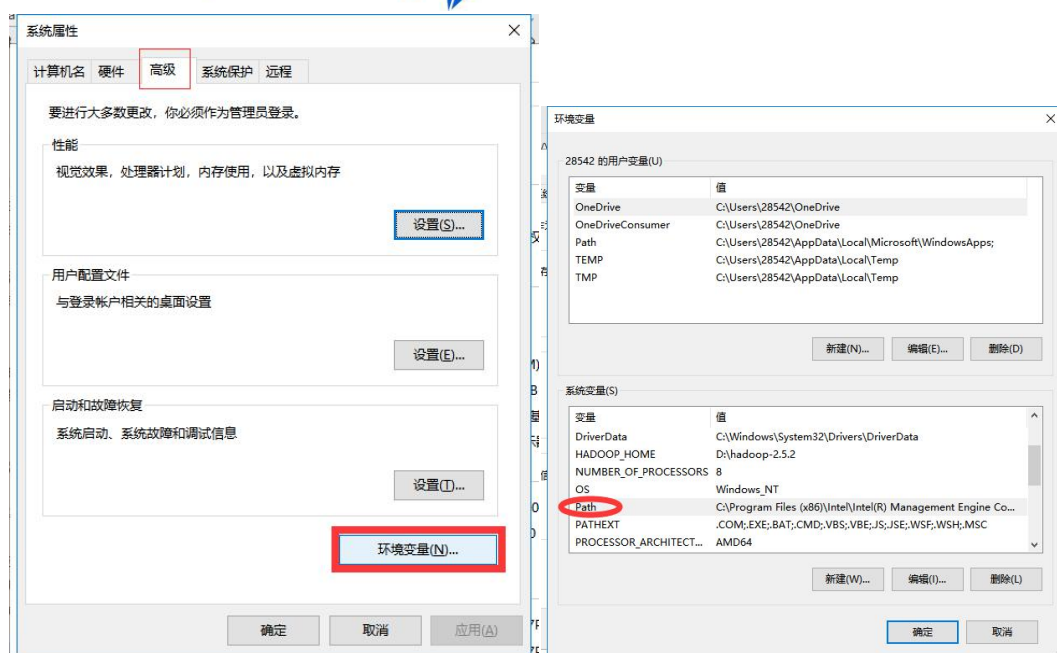 系统属性
计算机名 硬件 高级 系统保护 远程
要进行大多数更改，你必须作为管理员登录。
性能
视觉效果，处理器计划，内存使用，以及虚拟内存
设置(S)...
用户配置文件
与登录帐户相关的桌面设置
设置(E)...
启动和故障恢复
系统启动、系统故障和调试信息
设置(T)...
环境变量(N)...
确定 取消 应用(A)
环境变量
28542 的用户变量(U)
变量 值
OneDrive C:\Users\28542\OneDrive
OneDriveConsumer C:\Users\28542\OneDrive
Path C:\Users\28542\AppData\Local\Microsoft\WindowsApps;
TEMP C:\Users\28542\AppData\Local\Temp
TMP C:\Users\28542\AppData\Local\Temp
新建(N)... 编辑(E)... 删除(D)
系统变量(S)
变量 值
DriverData C:\Windows\System32\Drivers\DriverData
HADOOP_HOME D:\hadoop-2.5.2
NUMBER_OF_PROCESSORS 8
OS Windows_NT
Path C:\Program Files (x86)\Intel\Intel(R) Management Engine Co...
PATHEXT .COM;.EXE;.BAT;.CMD;.VBS;.VBE;.JS;.JSE;.WSF;.WSH;.MSC
PROCESSOR_ARCHITECT... AMD64
新建(W)... 编辑(I)... 删除(L)
确定 取消